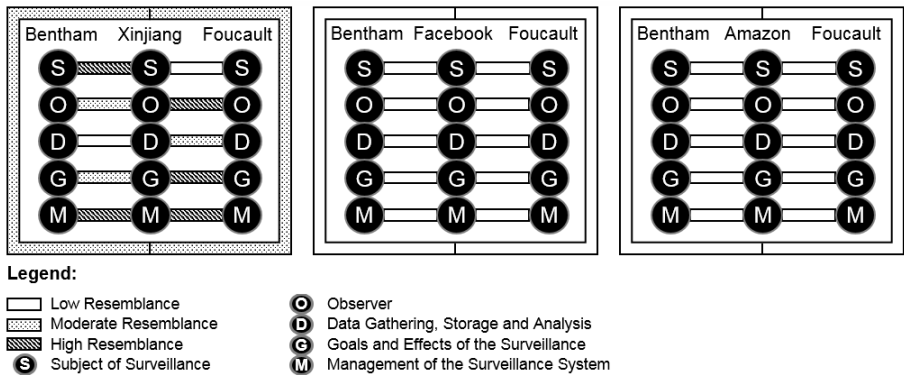 Bentham Xinjiang Foucault
S S S
O O O
D D D
G G G
M M M
Bentham Facebook Foucault
S S S
O O O
D D D
G G G
M M M
Bentham Amazon Foucault
S S S
O O O
D D D
G G G
M M M
Legend:
Low Resemblance
Moderate Resemblance
High Resemblance
S Subject of Surveillance
O Observer
D Data Gathering, Storage and Analysis
G Goals and Effects of the Surveillance
M Management of the Surveillance System